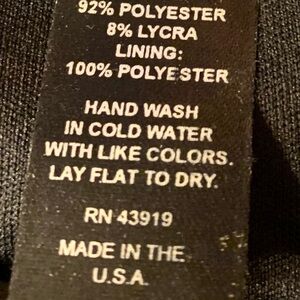 92% POLYESTER
8% LYCRA
LINING:
100% POLYESTER
HAND WASH
IN COLD WATER
WITH LIKE COLORS.
LAY FLAT TO DRY.
RN 43919
MADE IN THE
U.S.A.